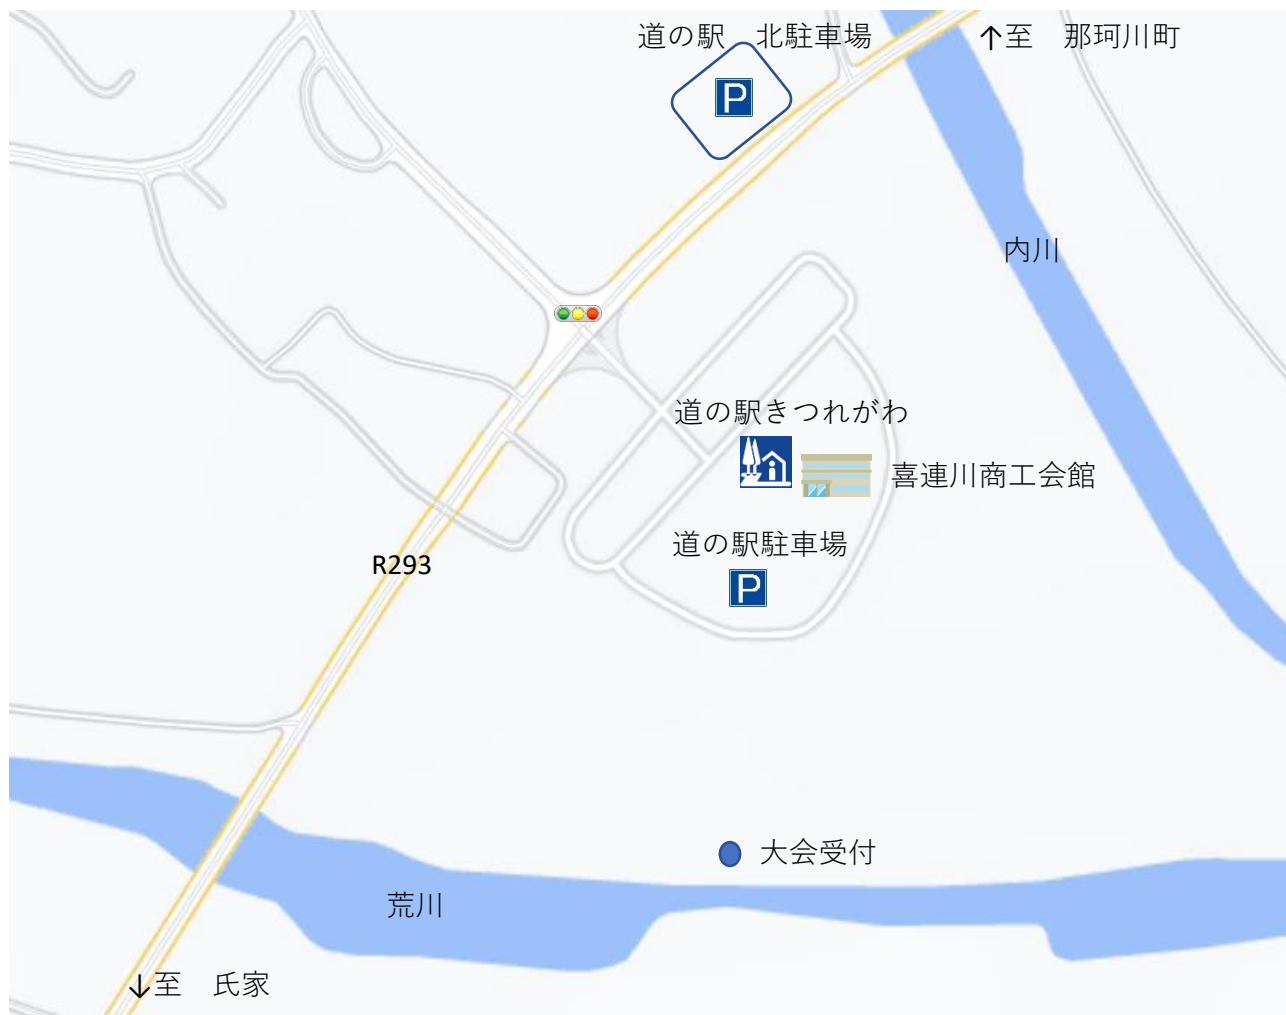 道の駅　北駐車場
↑至　那珂川町
P
内川
道の駅きつれがわ
喜連川商工会館
道の駅駐車場
R293
P
大会受付
荒川
↓至　氏家